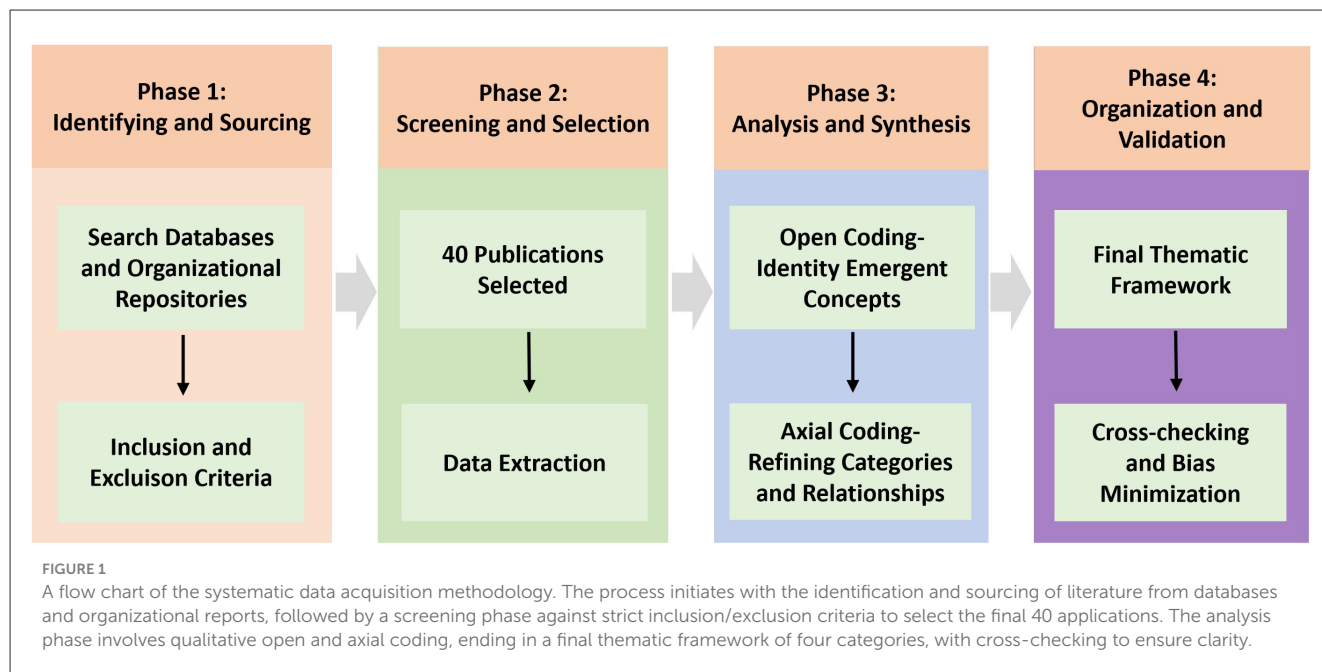 Phase 1:
Identifying and Sourcing
Search Databases
and Organizational
Repositories
Inclusion and
Excluison Criteria
Phase 2:
Screening and Selection
40 Publications
Selected
Data Extraction
Phase 3:
Analysis and Synthesis
Open Coding-
Identity Emergent
Concepts
Axial Coding-
Refining Categories
and Relationships
Phase 4:
Organization and
Validation
Final Thematic
Framework
Cross-checking
and Bias
Minimization
FIGURE 1
A flow chart of the systematic data acquisition methodology. The process initiates with the identification and sourcing of literature from databases
and organizational reports, followed by a screening phase against strict inclusion/exclusion criteria to select the final 40 applications. The analysis
phase involves qualitative open and axial coding, ending in a final thematic framework of four categories, with cross-checking to ensure clarity.